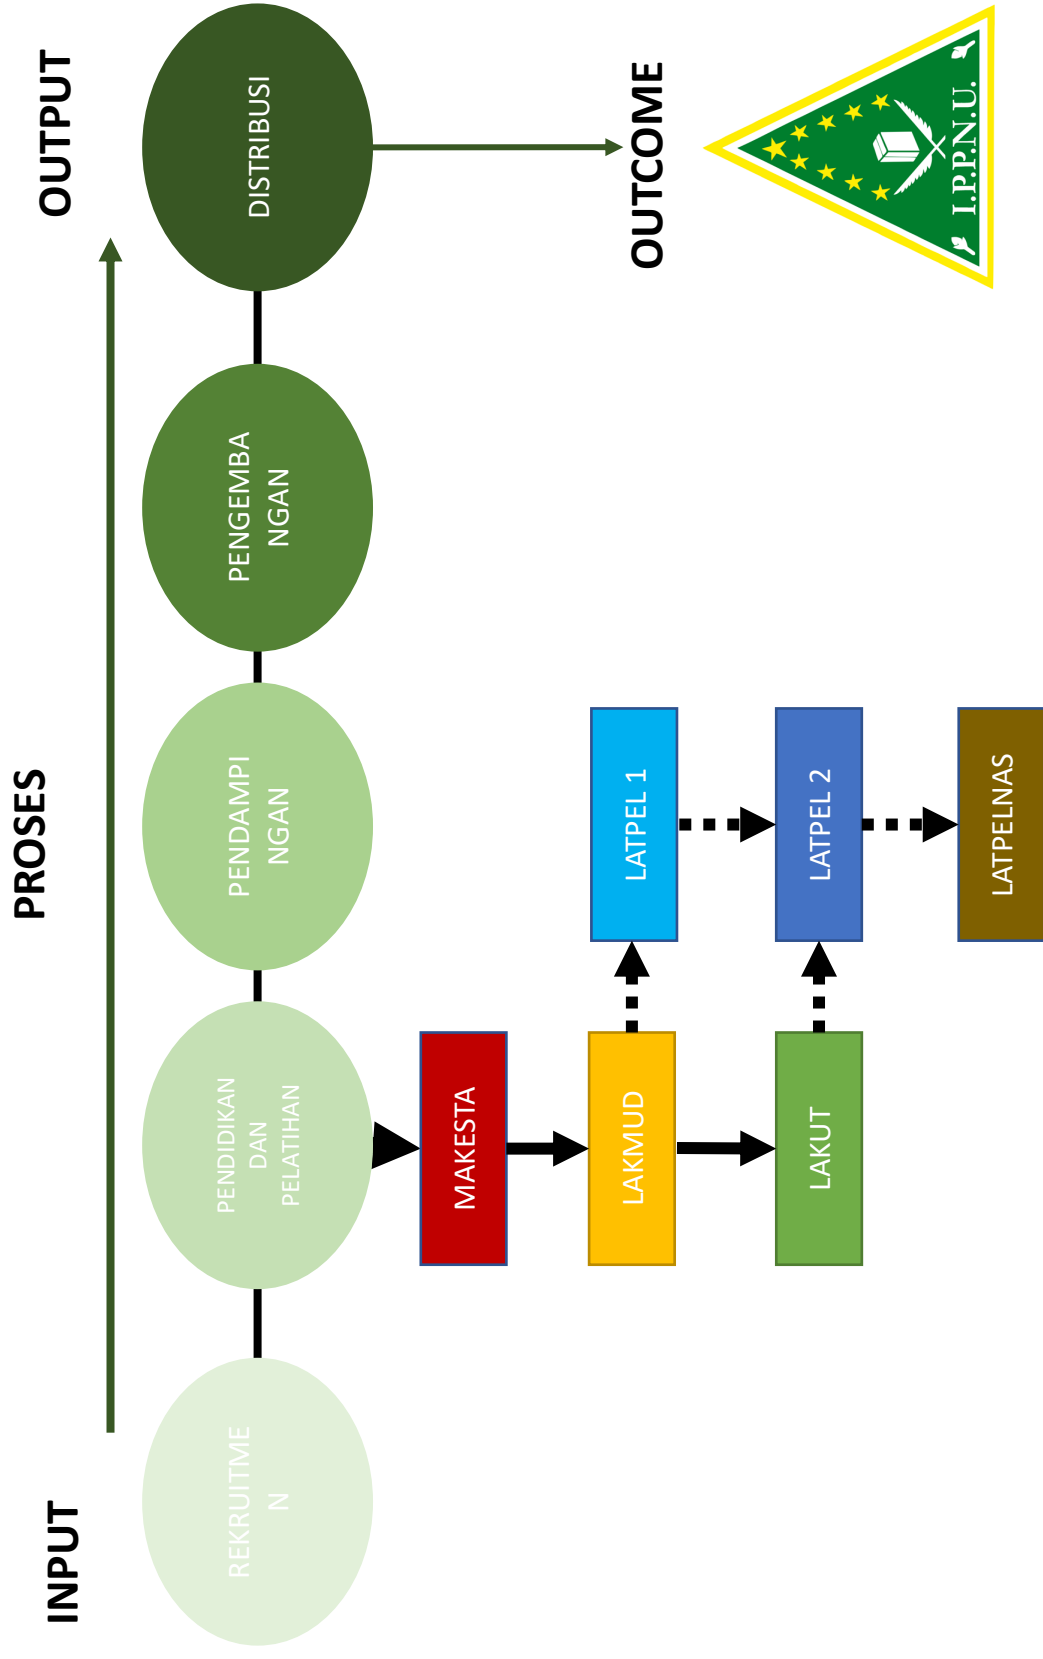 INPUT
PROSES
OUTPUT
REKRUITME
N
PENDIDIKAN
DAN
PELATIHAN
PENDAMPI
NGAN
PENGEMBA
NGAN
DISTRIBUSI
MAKESTA
LAKMUD
LATPEL 1
LAKUT
LATPEL 2
LATPELNAS
OUTCOME
I.P.P.N.U.